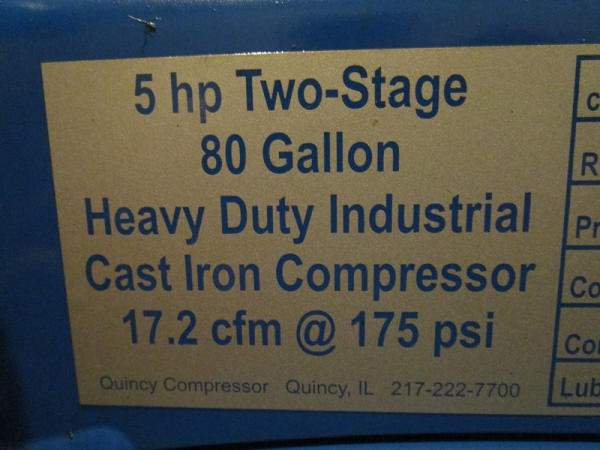 5 hp Two-Stage
80 Gallon
Heavy Duty Industrial
Cast Iron Compressor
17.2 cfm @ 175 psi
Quincy Compressor Quincy, IL 217-222-7700